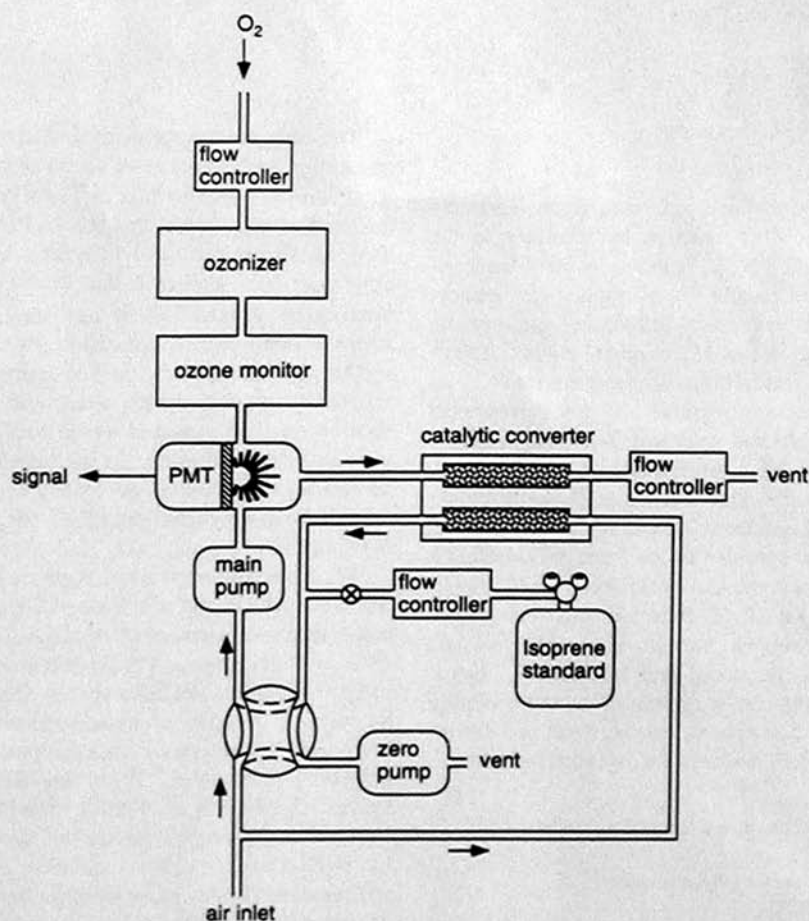 O₂
flow
controller
ozonizer
ozone monitor
signal
PMT
catalytic converter
flow
controller
vent
main
pump
flow
controller
Isoprene
standard
zero
pump
vent
air inlet